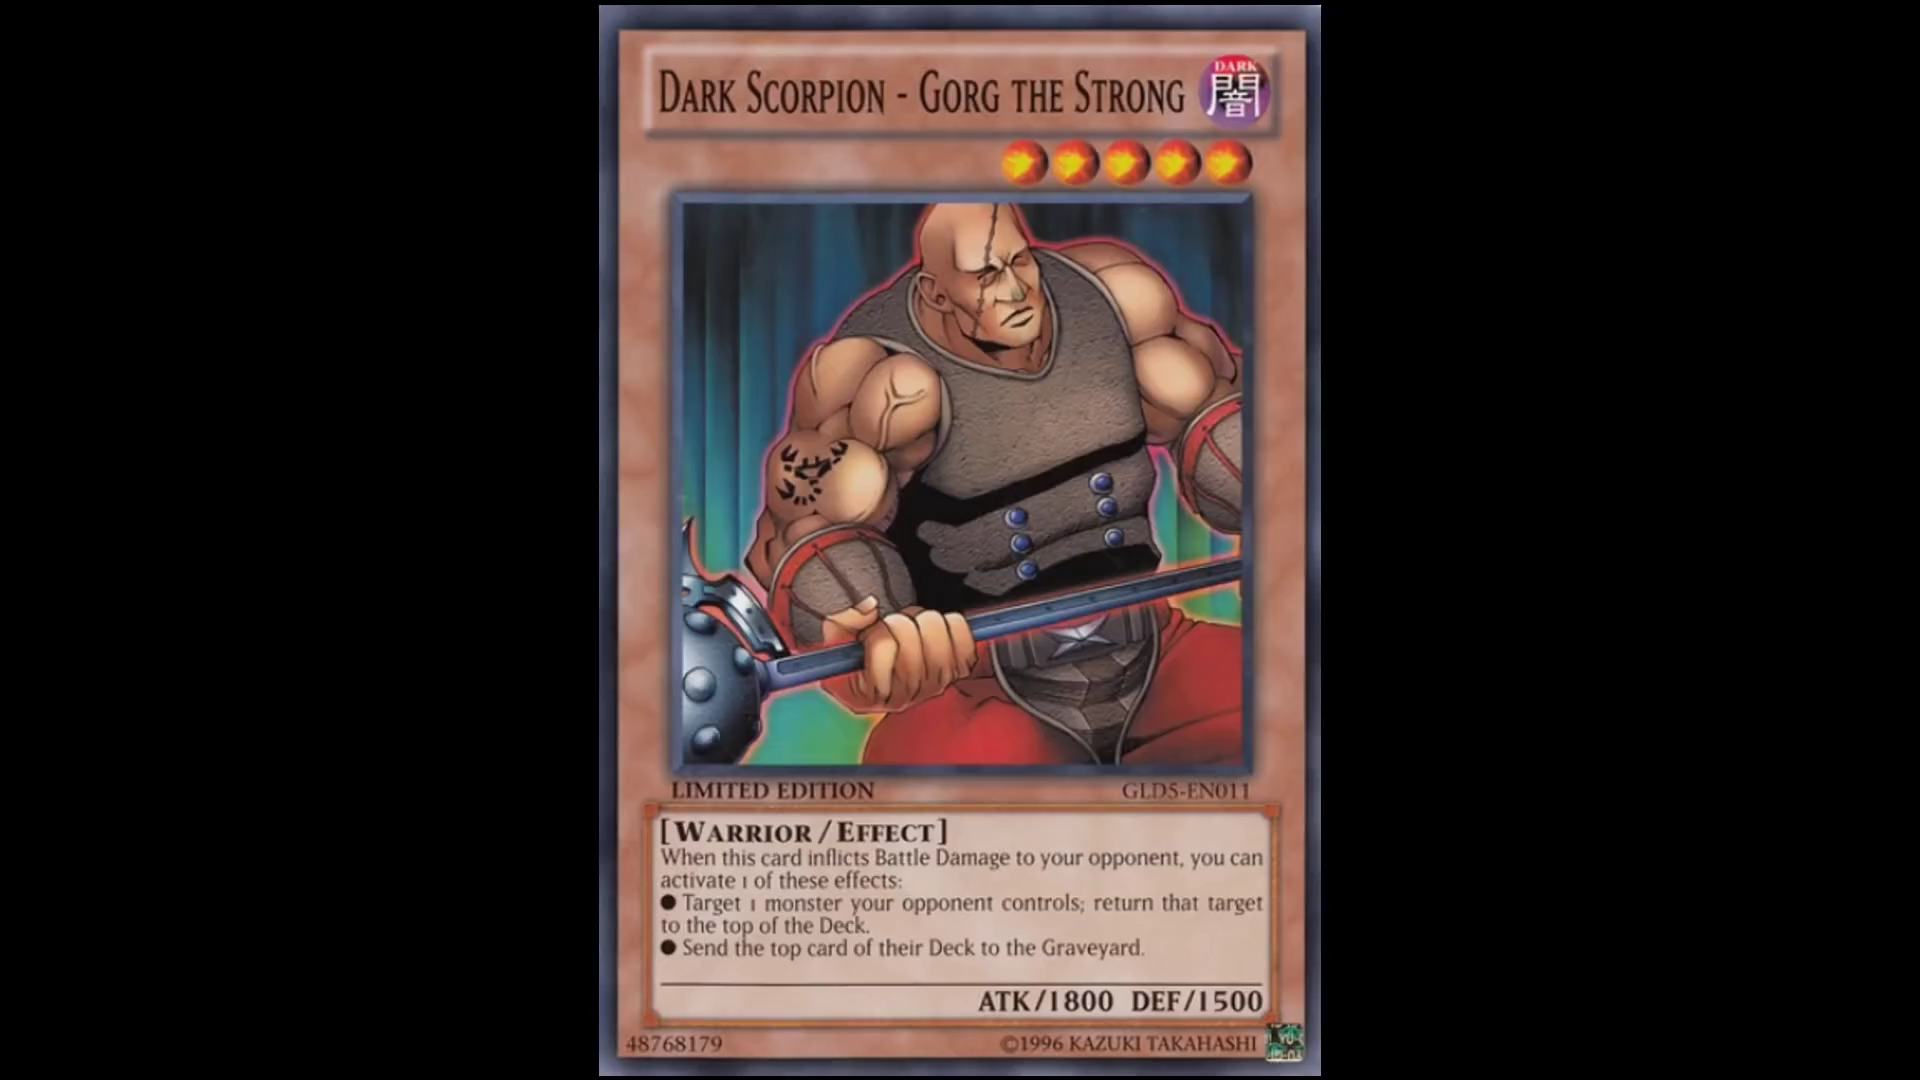 DARK SCORPION - GORG THE STRONG
DARK
闇
LIMITED EDITION
GLD5-EN011
[WARRIOR/EFFECT]
When this card inflicts Battle Damage to your opponent, you can
activate 1 of these effects:
● Target 1 monster your opponent controls; return that target
to the top of the Deck.
● Send the top card of their Deck to the Graveyard.
ATK/1800 DEF/1500
48768179
©1996 KAZUKI TAKAHASHI